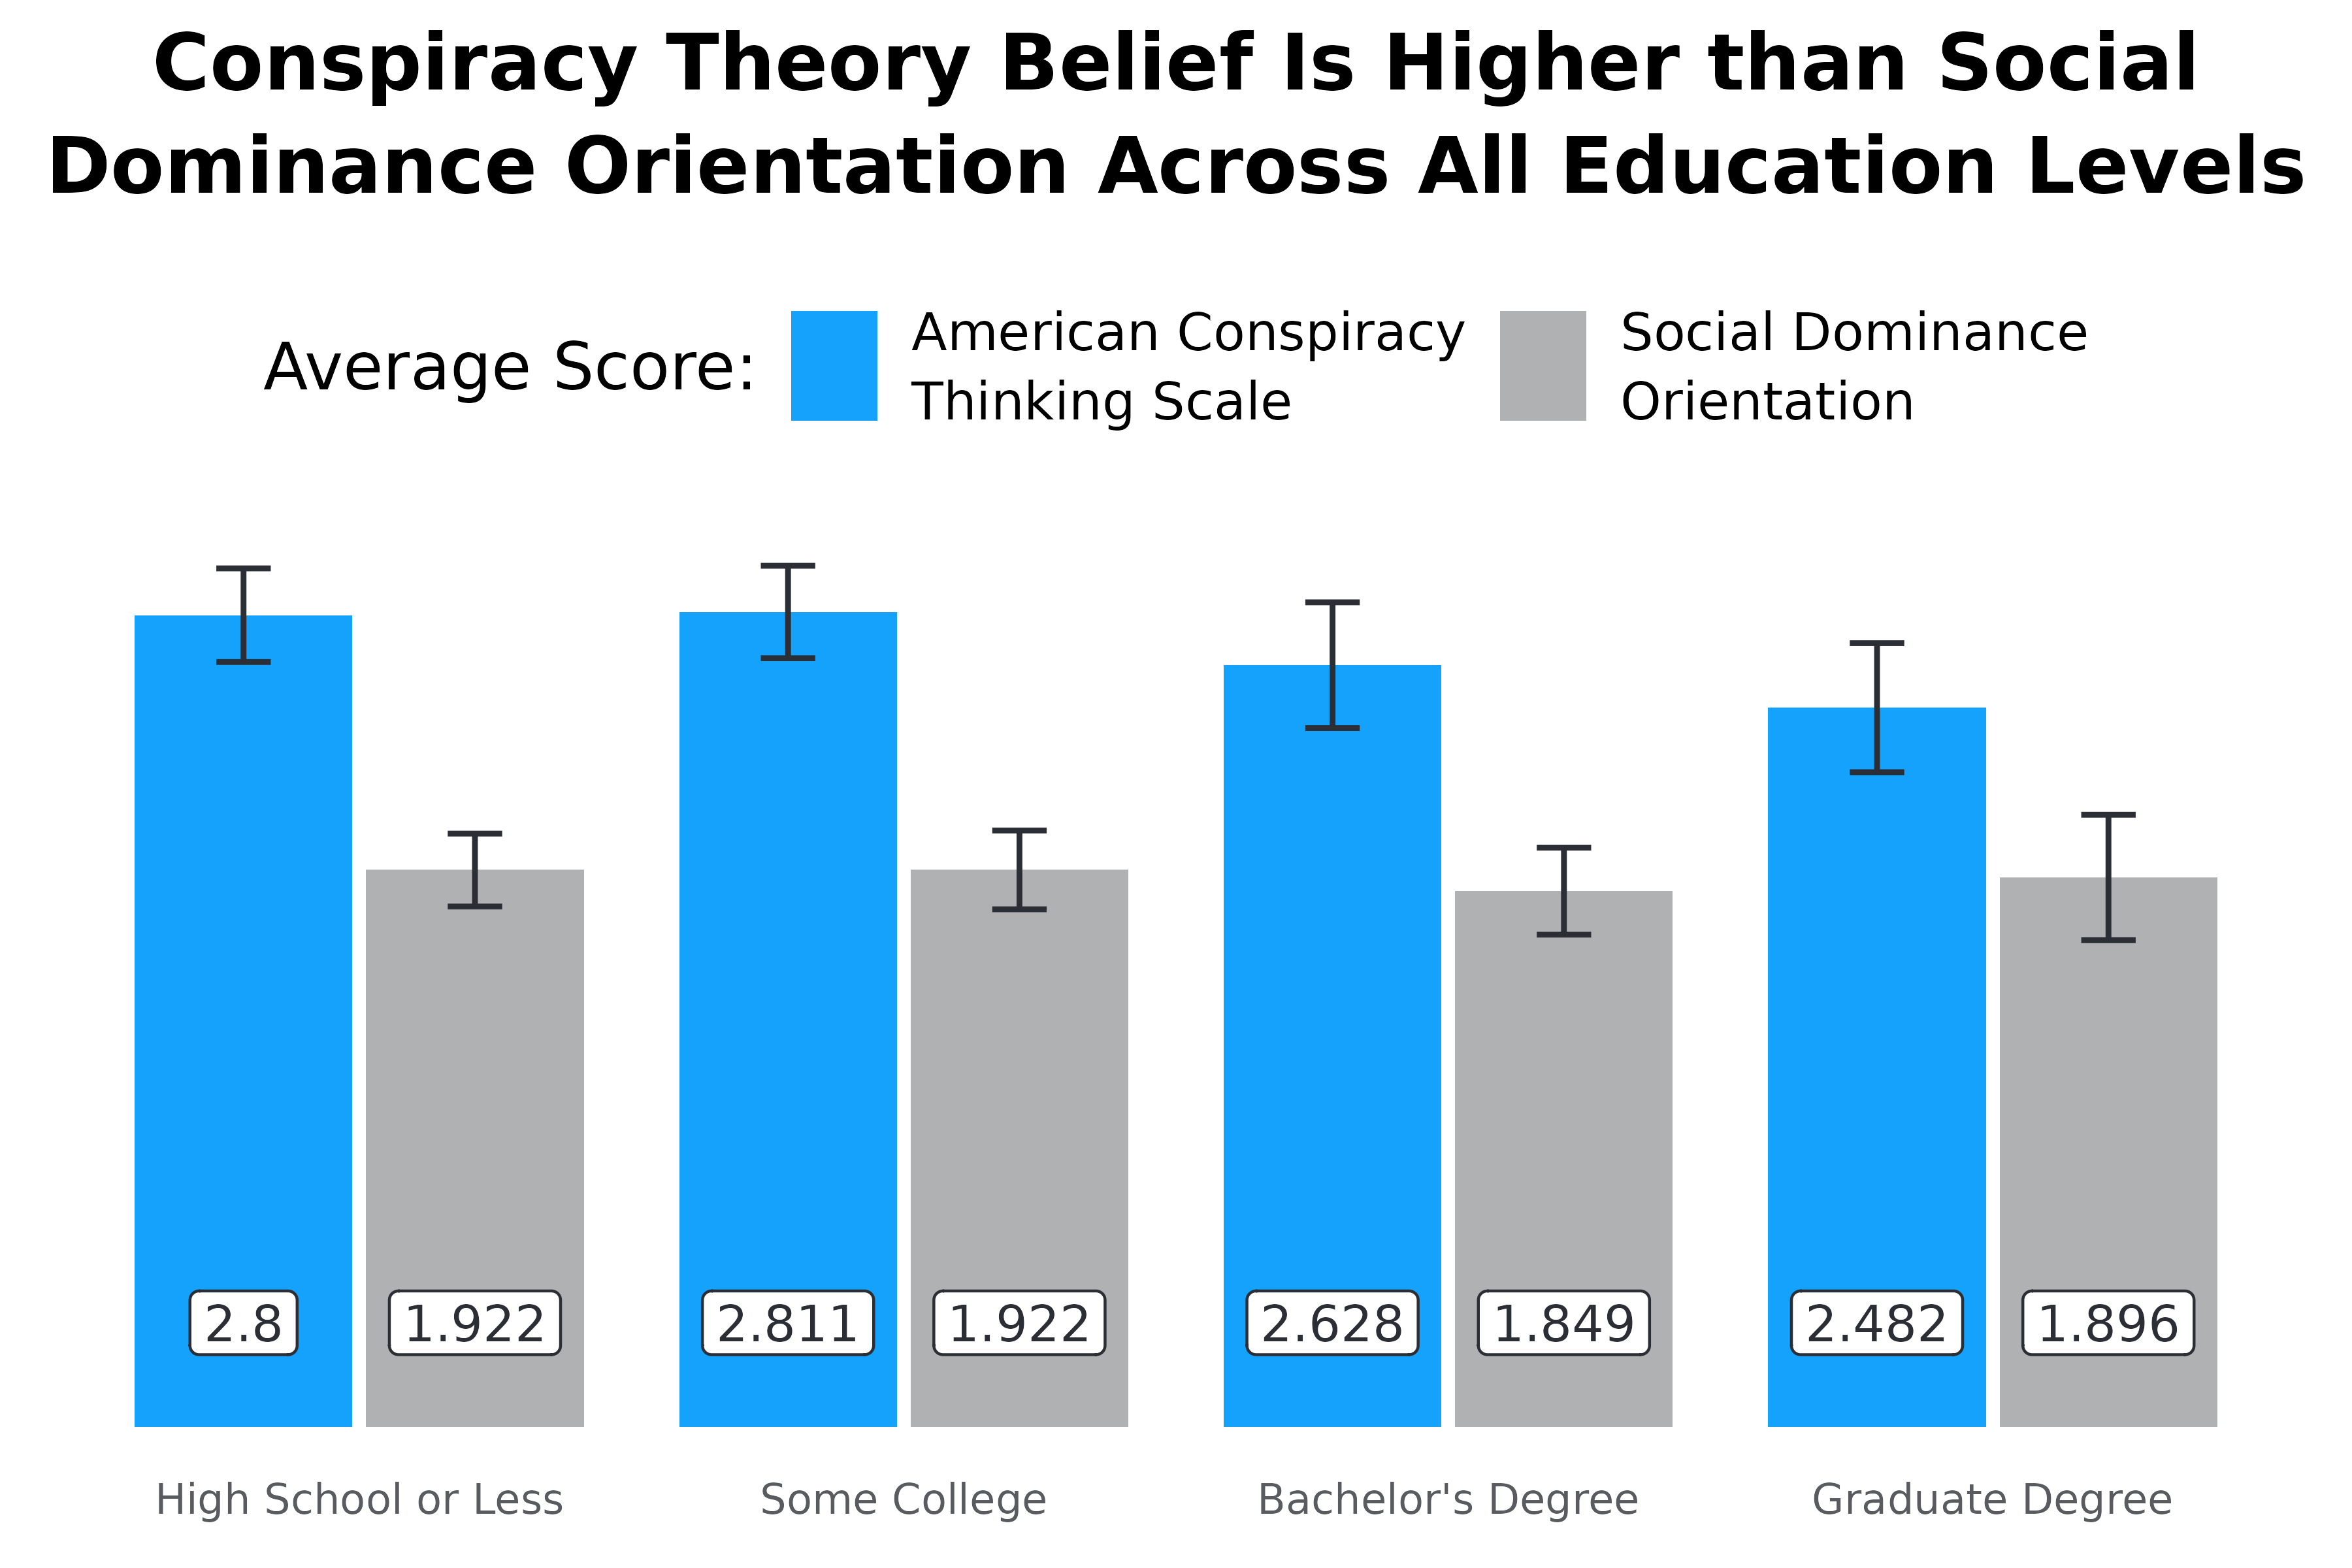 Conspiracy Theory Belief Is Higher than Social
Dominance Orientation Across All Education Levels
Average Score:
American Conspiracy
Thinking Scale
Social Dominance
Orientation
2.8
1.922
2.811
1.922
2.628
1.849
2.482
1.896
High School or Less
Some College
Bachelor's Degree
Graduate Degree